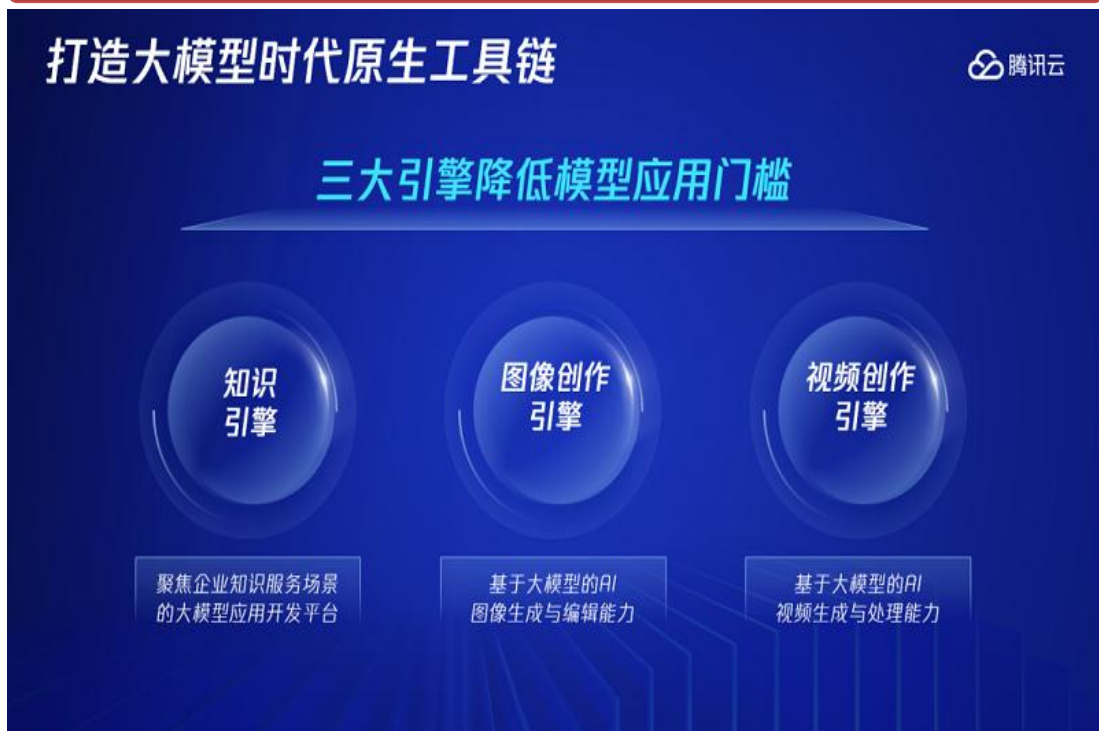 打造大模型时代原生工具链
腾讯云
三大引擎降低模型应用门槛
知识
引擎
图像创作
引擎
视频创作
引擎
聚焦企业知识服务场景
的大模型应用开发平台
基于大模型的AI
图像生成与编辑能力
基于大模型的AI
视频生成与处理能力